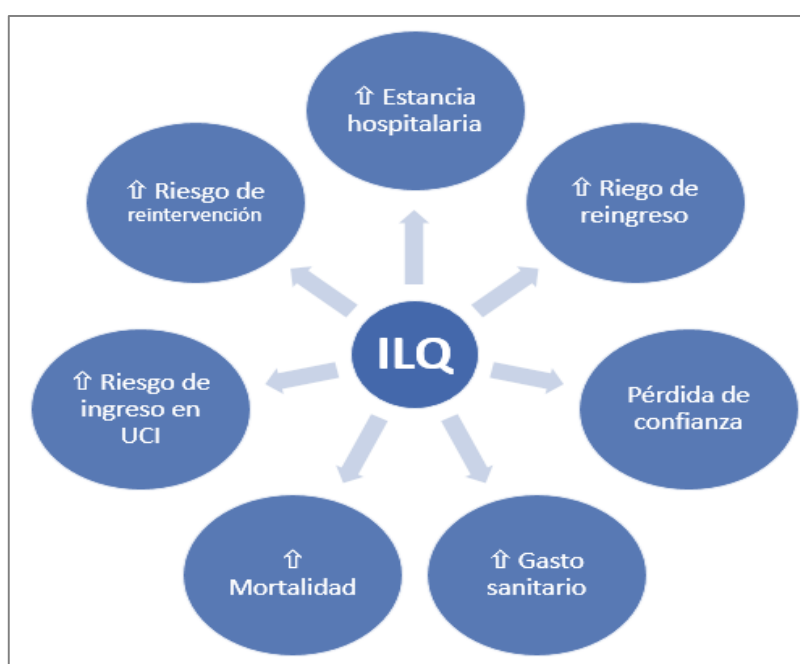 ⇧ Estancia
hospitalaria
⇧ Riego de
reingreso
Pérdida de
confianza
⇧ Gasto
sanitario
⇧
Mortalidad
⇧ Riesgo de
ingreso en
UCI
⇧ Riesgo de
reintervención
ILQ